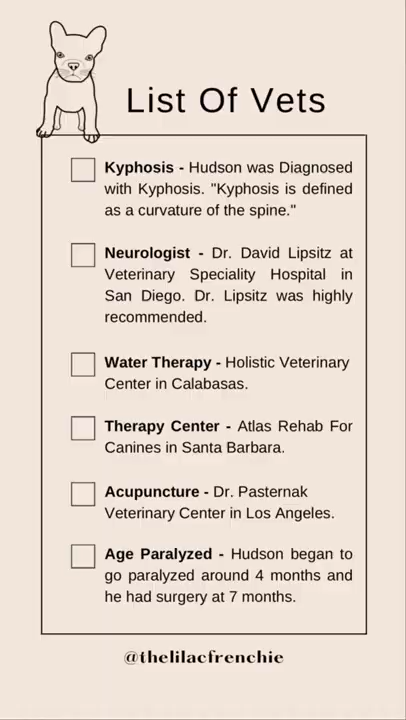 List Of Vets
Kyphosis - Hudson was Diagnosed
with Kyphosis. "Kyphosis is defined
as a curvature of the spine."
Neurologist - Dr. David Lipsitz at
Veterinary Speciality Hospital in
San Diego. Dr. Lipsitz was highly
recommended.
Water Therapy - Holistic Veterinary
Center in Calabasas.
Therapy Center - Atlas Rehab For
Canines in Santa Barbara.
Acupuncture - Dr. Pasternak
Veterinary Center in Los Angeles.
Age Paralyzed - Hudson began to
go paralyzed around 4 months and
he had surgery at 7 months.
@thelilacfrenchie